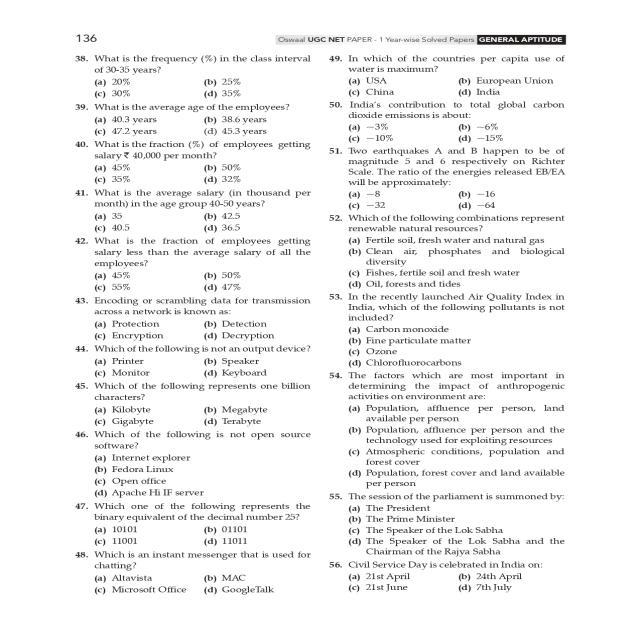 136
Oswaal UGC NET PAPER - 1 Year-wise Solved Papers GENERAL APTITUDE
38. What is the frequency (%) in the class interval
of 30-35 years?
(a) 20% (b) 25%
(c) 30% (d) 35%
39. What is the average age of the employees?
(a) 40.3 years (b) 38.6 years
(c) 47.2 years (d) 45.3 years
40. What is the fraction (%) of employees getting
salary ₹ 40,000 per month?
(a) 45% (b) 50%
(c) 35% (d) 32%
41. What is the average salary (in thousand per
month) in the age group 40-50 years?
(a) 35 (b) 42.5
(c) 40.5 (d) 36.5
42. What is the fraction of employees getting
salary less than the average salary of all the
employees?
(a) 45% (b) 50%
(c) 55% (d) 47%
43. Encoding or scrambling data for transmission
across a network is known as:
(a) Protection (b) Detection
(c) Encryption (d) Decryption
44. Which of the following is not an output device?
(a) Printer (b) Speaker
(c) Monitor (d) Keyboard
45. Which of the following represents one billion
characters?
(a) Kilobyte (b) Megabyte
(c) Gigabyte (d) Terabyte
46. Which of the following is not open source
software?
(a) Internet explorer
(b) Fedora Linux
(c) Open office
(d) Apache Hi IF server
47. Which one of the following represents the
binary equivalent of the decimal number 25?
(a) 10101 (b) 01101
(c) 11001 (d) 11011
48. Which is an instant messenger that is used for
chatting?
(a) Altavista (b) MAC
(c) Microsoft Office (d) GoogleTalk
49. In which of the countries per capita use of
water is maximum?
(a) USA (b) European Union
(c) China (d) India
50. India's contribution to total global carbon
dioxide emissions is about:
(a) —3% (b) —6%
(c) —10% (d) —15%
51. Two earthquakes A and B happen to be of
magnitude 5 and 6 respectively on Richter
Scale. The ratio of the energies released EB/EA
will be approximately:
(a) —8 (b) —16
(c) —32 (d) —64
52. Which of the following combinations represent
renewable natural resources?
(a) Fertile soil, fresh water and natural gas
(b) Clean air, phosphates and biological
diversity
(c) Fishes, fertile soil and fresh water
(d) Oil, forests and tides
53. In the recently launched Air Quality Index in
India, which of the following pollutants is not
included?
(a) Carbon monoxide
(b) Fine particulate matter
(c) Ozone
(d) Chlorofluorocarbons
54. The factors which are most important in
determining the impact of anthropogenic
activities on environment are:
(a) Population, affluence per person, land
available per person
(b) Population, affluence per person and the
technology used for exploiting resources
(c) Atmospheric conditions, population and
forest cover
(d) Population, forest cover and land available
per person
55. The session of the parliament is summoned by:
(a) The President
(b) The Prime Minister
(c) The Speaker of the Lok Sabha
(d) The Speaker of the Lok Sabha and the
Chairman of the Rajya Sabha
56. Civil Service Day is celebrated in India on:
(a) 21st April (b) 24th April
(c) 21st June (d) 7th July